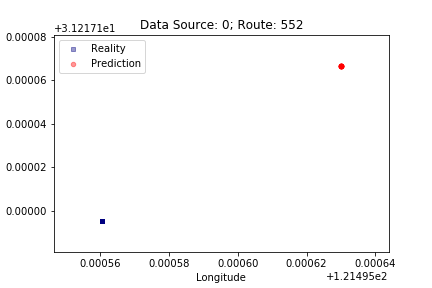 Data Source: 0; Route: 552
+3.12171e1
0.00008
0.00006
0.00004
0.00002
0.00000
Reality
Prediction
0.00056
0.00058
0.00060
0.00062
0.00064
Longitude
+1.21495e2